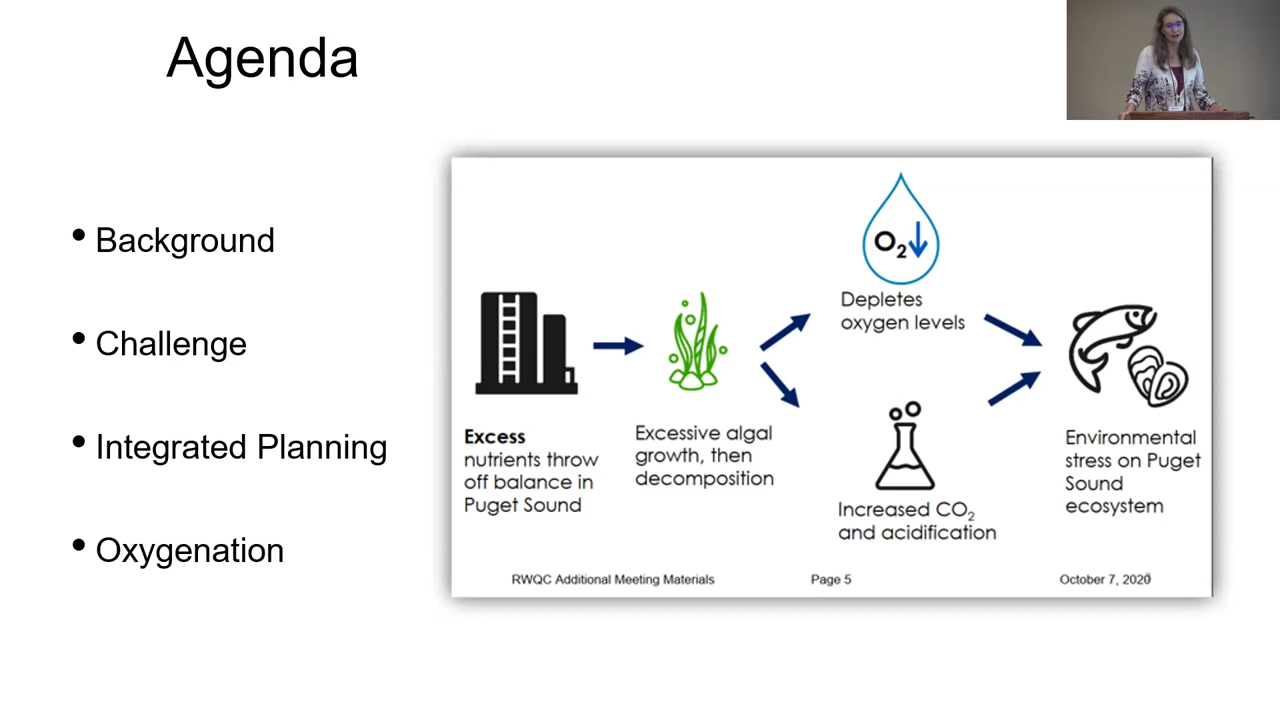 Agenda
• Background
• Challenge
• Integrated Planning
• Oxygenation
O₂
Depletes
oxygen levels
Excess
nutrients throw
off balance in
Puget Sound
Excessive algal
growth, then
decomposition
Increased CO₂
and acidification
Environmental
stress on Puget
Sound
ecosystem
RWQC Additional Meeting Materials
Page 5
October 7, 2020